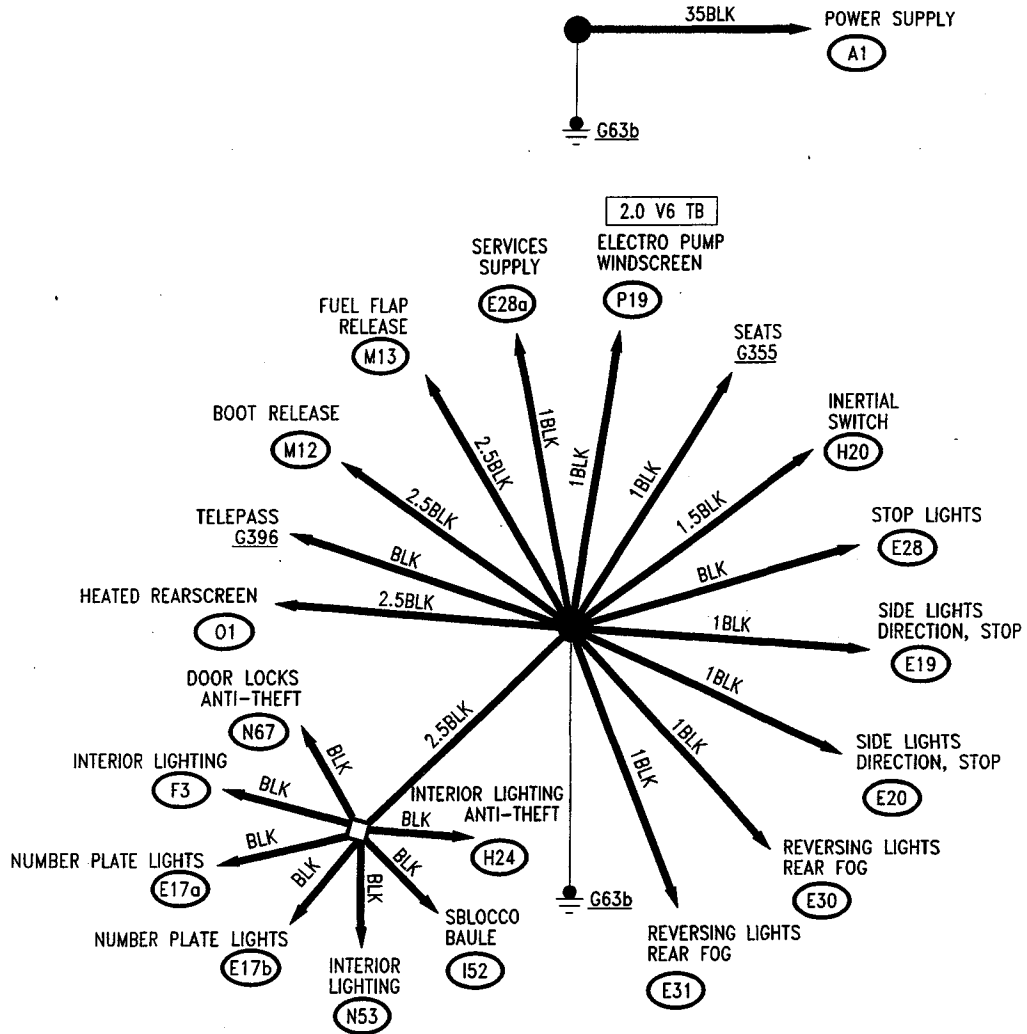 35BLK
POWER SUPPLY
A1
G63b
2.0 V6 TB
SERVICES
SUPPLY
E28a
ELECTRO PUMP
WINDSCREEN
P19
FUEL FLAP
RELEASE
M13
SEATS
G355
BOOT RELEASE
M12
INERTIAL
SWITCH
H20
1BLK
1BLK
2.5BLK
1BLK
2.5BLK
1.5BLK
TELEPASS
G396
BLK
STOP LIGHTS
E28
BLK
HEATED REARSCREEN
O1
2.5BLK
1BLK
SIDE LIGHTS
DIRECTION, STOP
E19
DOOR LOCKS
ANTI-THEFT
N67
2.5BLK
1BLK
SIDE LIGHTS
DIRECTION, STOP
E20
INTERIOR LIGHTING
F3
BLK
BLK
1BLK
1BLK
INTERIOR LIGHTING
ANTI-THEFT
BLK
H24
NUMBER PLATE LIGHTS
E17a
BLK
BLK
BLK
BLK
REVERSING LIGHTS
REAR FOG
E30
G63b
NUMBER PLATE LIGHTS
E17b
SBLOCCO
BAULE
I52
REVERSING LIGHTS
REAR FOG
E31
INTERIOR
LIGHTING
N53